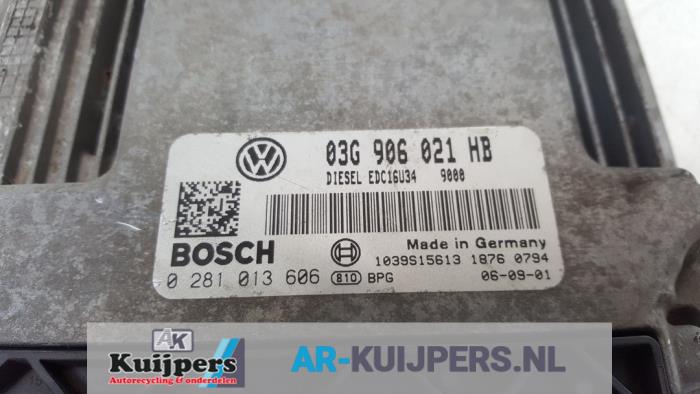 03G 906 021 HB
DIESEL EDC16U34 9000
BOSCH
Made in Germany
1039S15613 1876 0794
0 281 013 606 810 BPG 06-09-01
AK
Kuijpers
Autorecycling & onderdelen
AR-KUIJPERS.NL